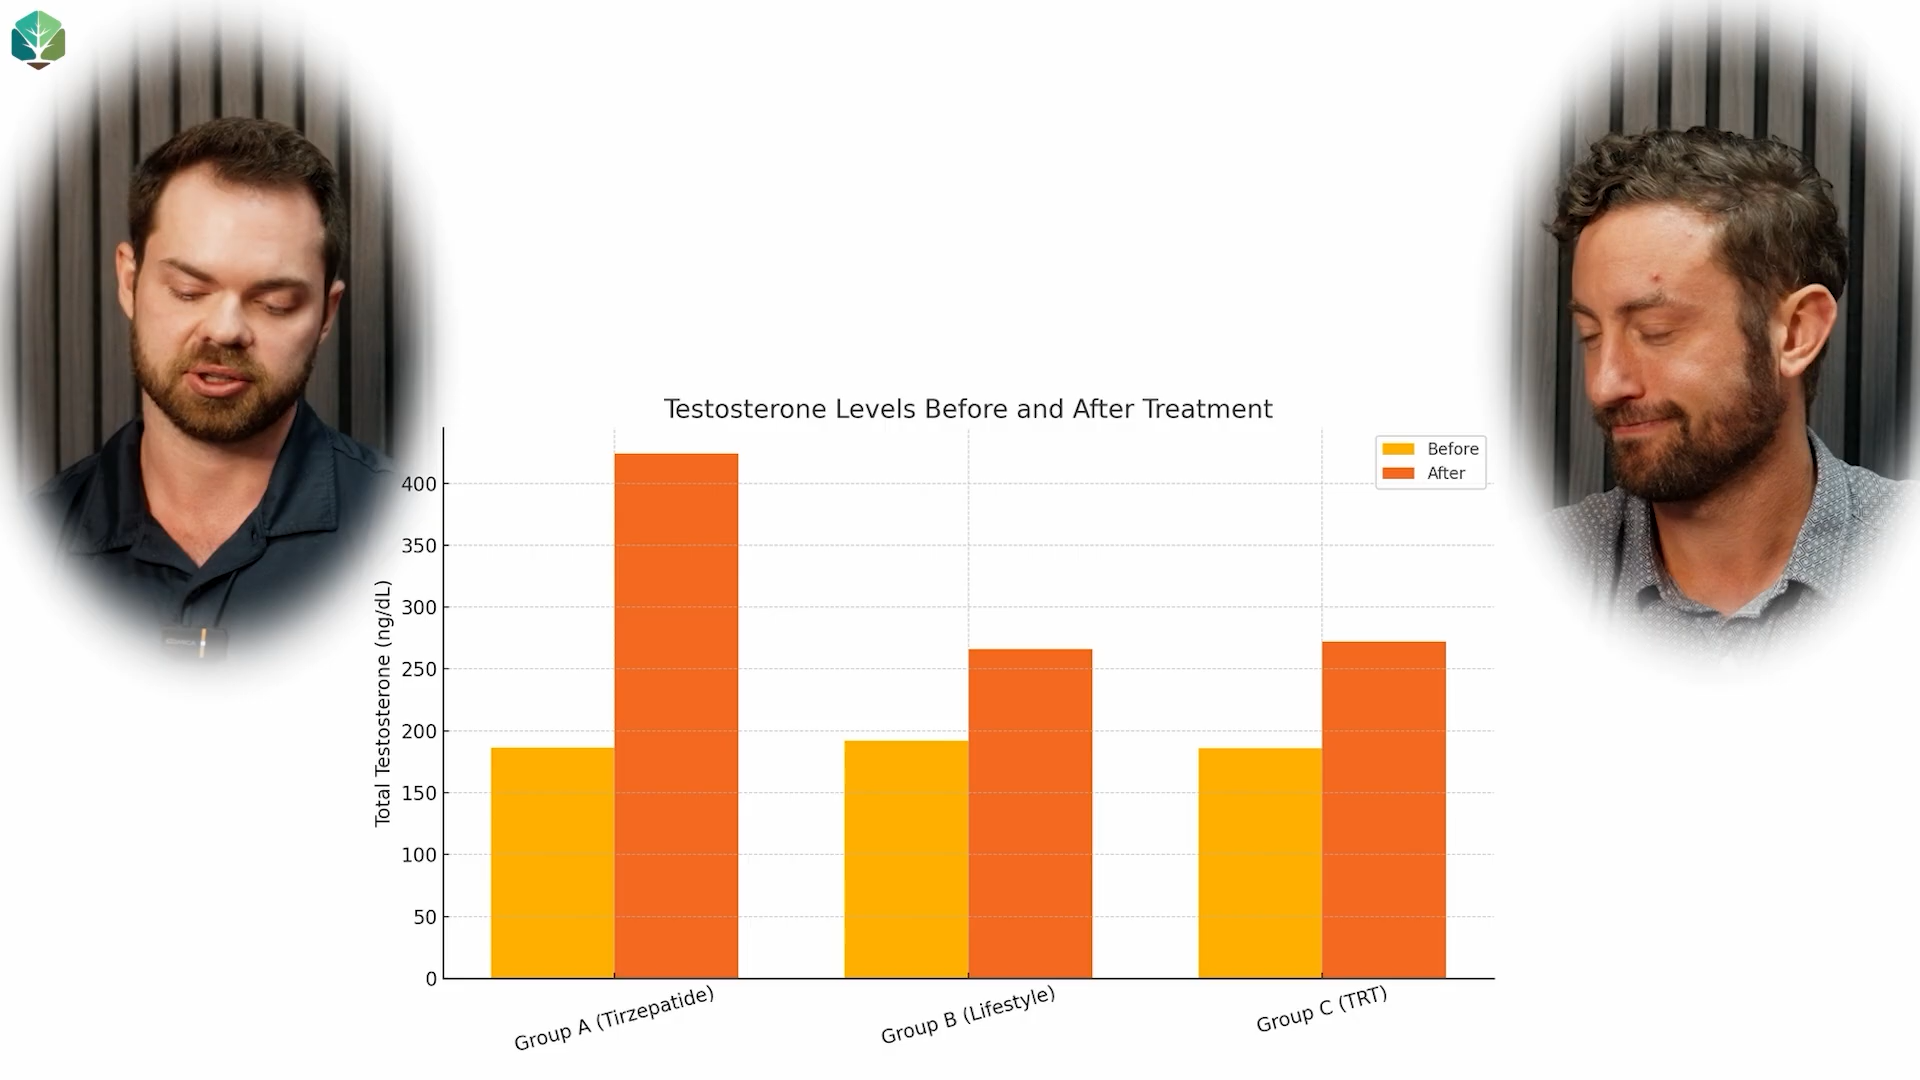 Testosterone Levels Before and After Treatment
Before
After
Total Testosterone (ng/dL)
400
350
300
250
200
150
100
50
0
Group A (Tirzepatide)
Group B (Lifestyle)
Group C (TRT)